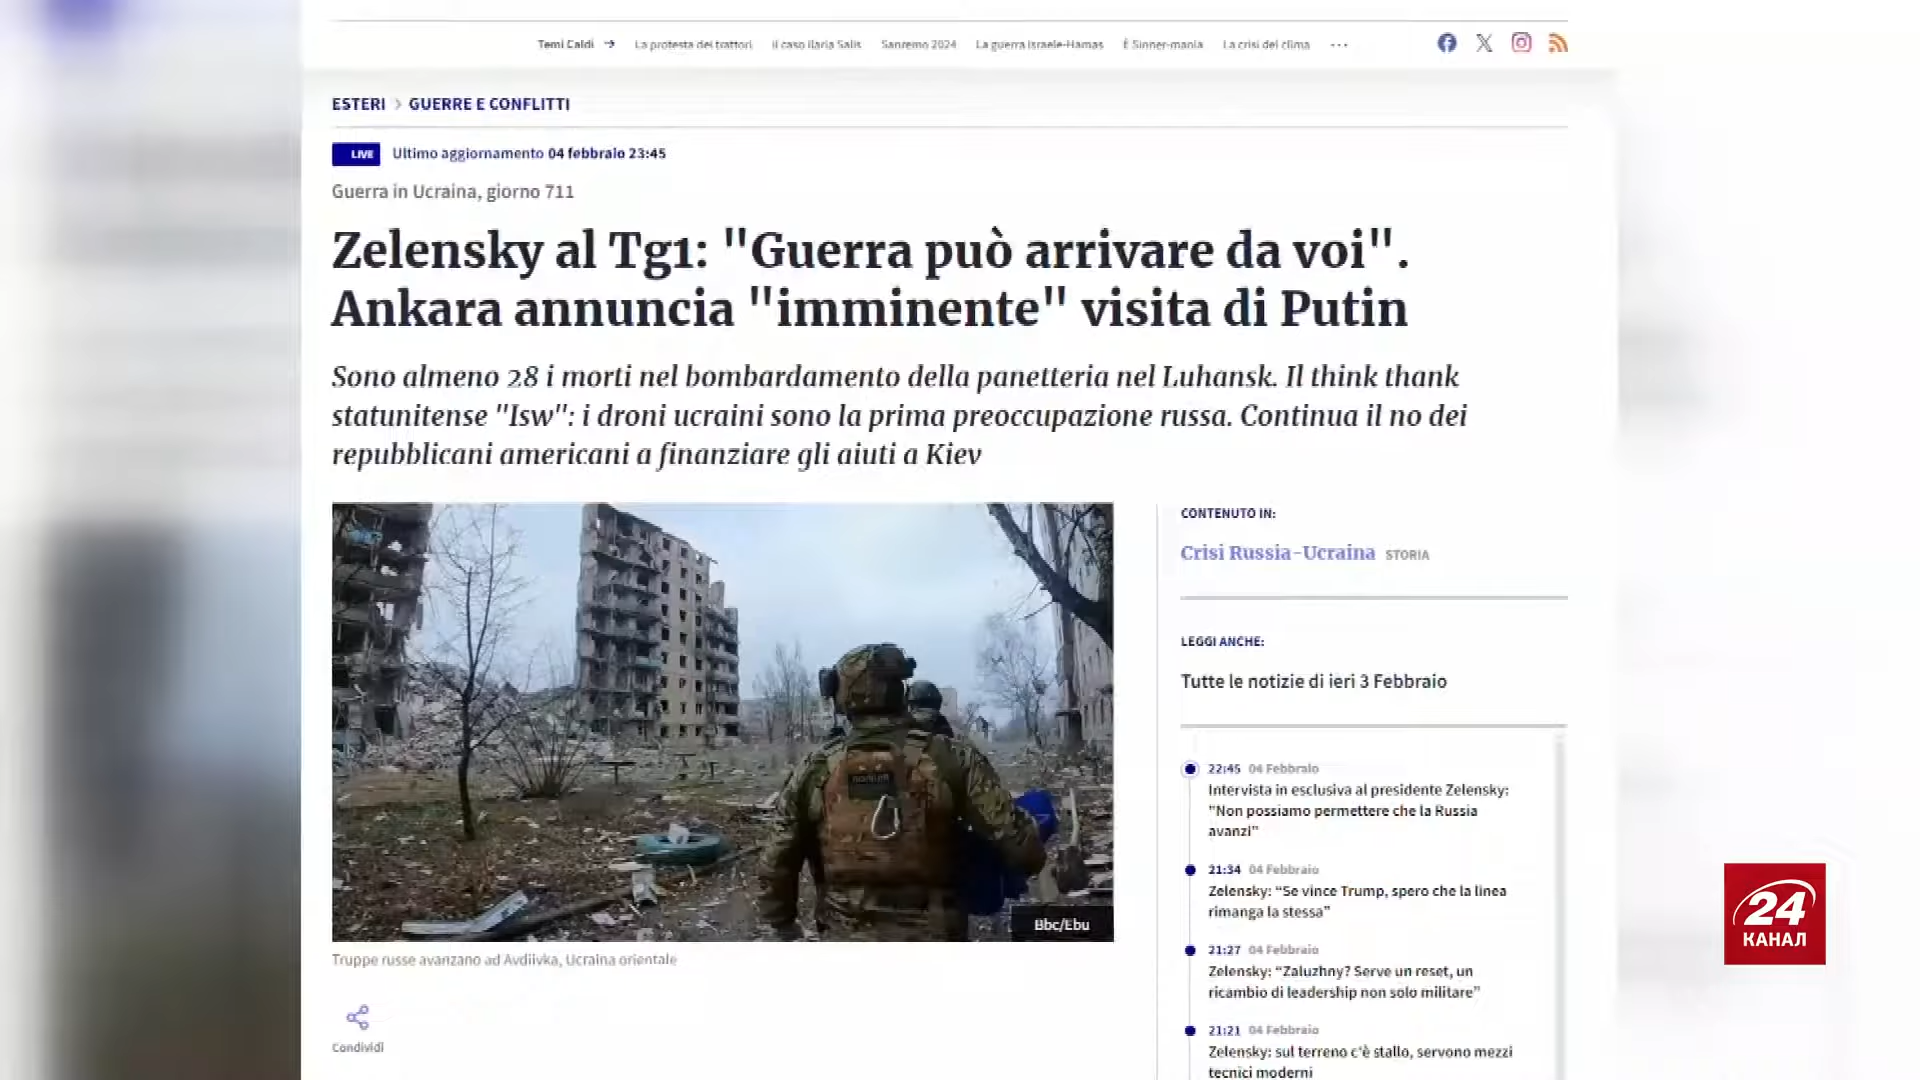 Temi Caldi → La protesta dei trattori Il caso Ilaria Salis Sanremo 2024 La guerra Israele-Hamas È Sinner-mania La crisi del clima ···
ESTERI > GUERRE E CONFLITTI
LIVE Ultimo aggiornamento 04 febbraio 23:45
Guerra in Ucraina, giorno 711
Zelensky al Tg1: "Guerra può arrivare da voi".
Ankara annuncia "imminente" visita di Putin
Sono almeno 28 i morti nel bombardamento della panetteria nel Luhansk. Il think thank
statunitense "Isw": i droni ucraini sono la prima preoccupazione russa. Continua il no dei
repubblicani americani a finanziare gli aiuti a Kiev
Bbc/Ebu
Truppe russe avanzano ad Avdiivka, Ucraina orientale
Condividi
CONTENUTO IN:
Crisi Russia-Ucraina STORIA
LEGGI ANCHE:
Tutte le notizie di ieri 3 Febbraio
22:45 04 Febbraio
Intervista in esclusiva al presidente Zelensky:
"Non possiamo permettere che la Russia
avanzi"
21:34 04 Febbraio
Zelensky: “Se vince Trump, spero che la linea
rimanga la stessa”
21:27 04 Febbraio
Zelensky: “Zaluzhny? Serve un reset, un
ricambio di leadership non solo militare”
21:21 04 Febbraio
Zelensky: sul terreno c'è stallo, servono mezzi
tecnici moderni
24
КАНАЛ